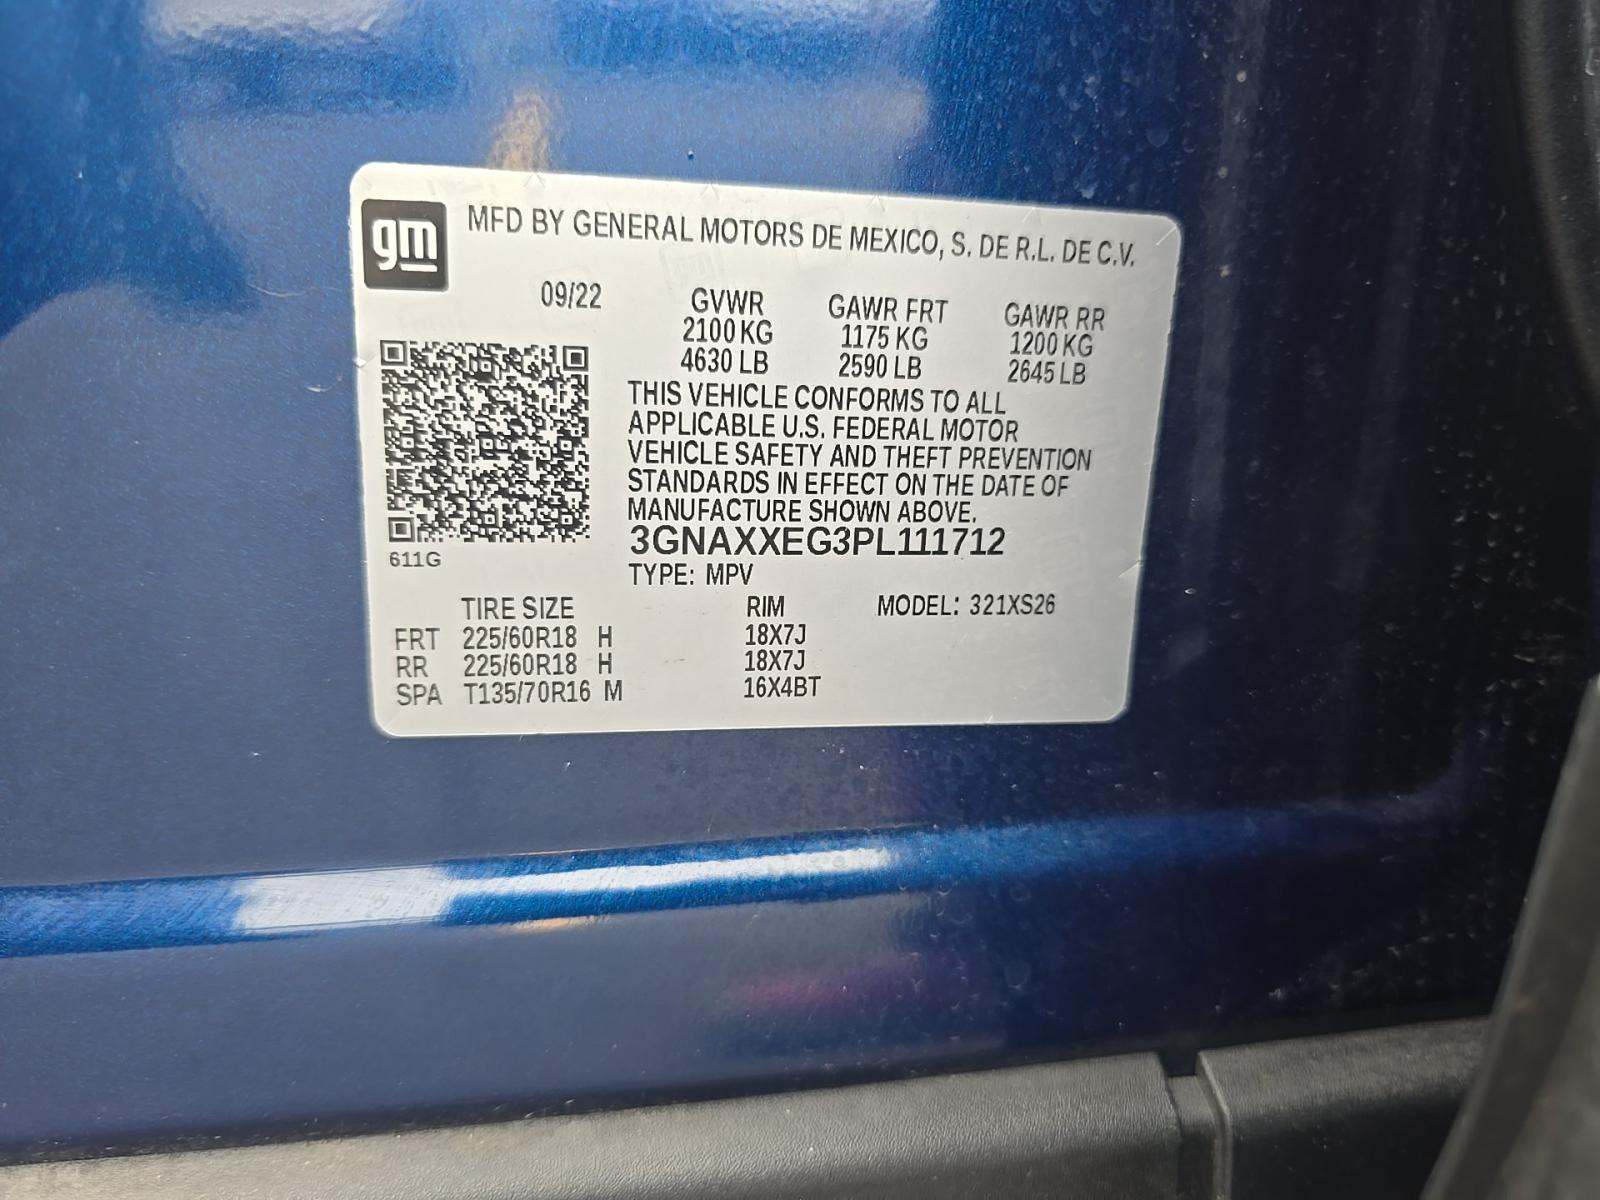 gm
MFD BY GENERAL MOTORS DE MEXICO, S. DE R.L. DE C.V.
09/22 GVWR GAWR FRT GAWR RR
2100 KG 1175 KG 1200 KG
4630 LB 2590 LB 2645 LB
THIS VEHICLE CONFORMS TO ALL
APPLICABLE U.S. FEDERAL MOTOR
VEHICLE SAFETY AND THEFT PREVENTION
STANDARDS IN EFFECT ON THE DATE OF
MANUFACTURE SHOWN ABOVE.
3GNAXXEG3PL111712
611G
TYPE: MPV
TIRE SIZE RIM MODEL: 321XS26
FRT 225/60R18 H 18X7J
RR 225/60R18 H 18X7J
SPA T135/70R16 M 16X4BT